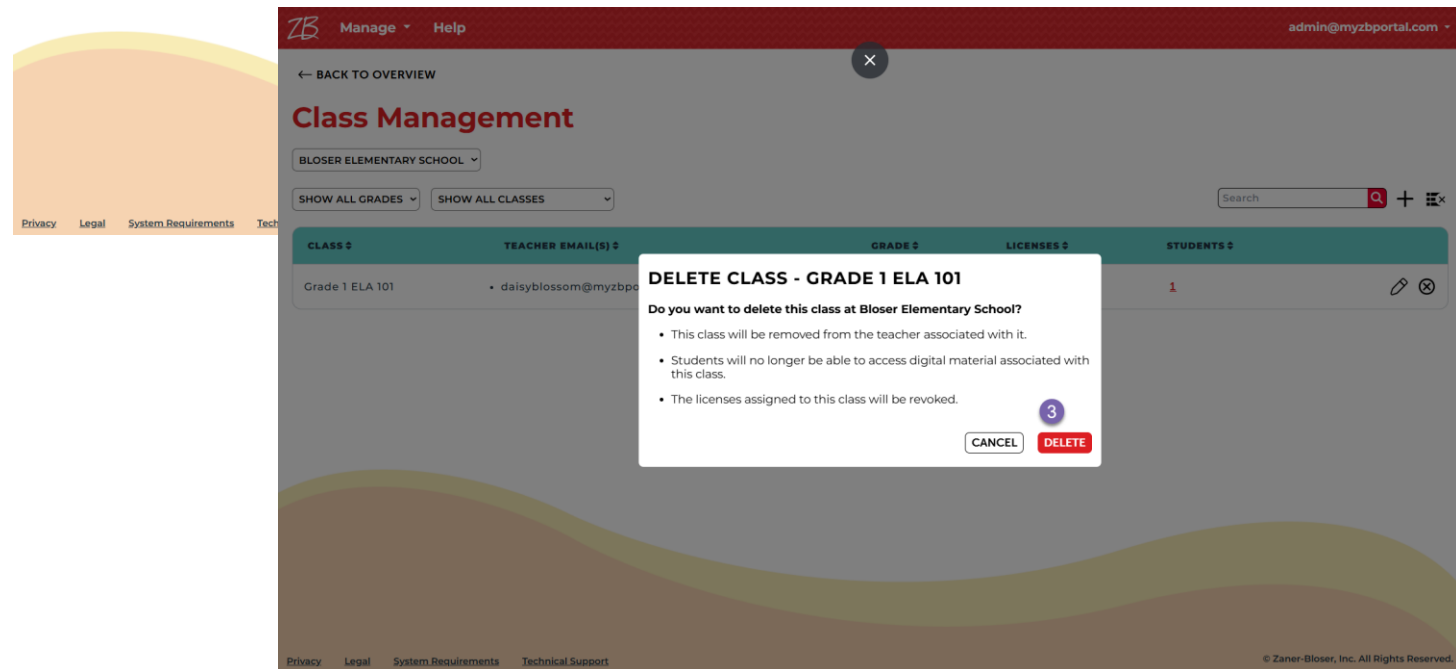 ZB Manage Help admin@myzbportal.com
← BACK TO OVERVIEW
Class Management
BLOSER ELEMENTARY SCHOOL
SHOW ALL GRADES SHOW ALL CLASSES Search
Privacy Legal System Requirements Tech
CLASS TEACHER EMAIL(S) GRADE LICENSES STUDENTS
Grade 1 ELA 101 • daisyblossom@myzbpo 1
DELETE CLASS - GRADE 1 ELA 101
Do you want to delete this class at Bloser Elementary School?
• This class will be removed from the teacher associated with it.
• Students will no longer be able to access digital material associated with
this class.
• The licenses assigned to this class will be revoked.
3
CANCEL DELETE
Privacy Legal System Requirements Technical Support © Zaner-Bloser, Inc. All Rights Reserved.